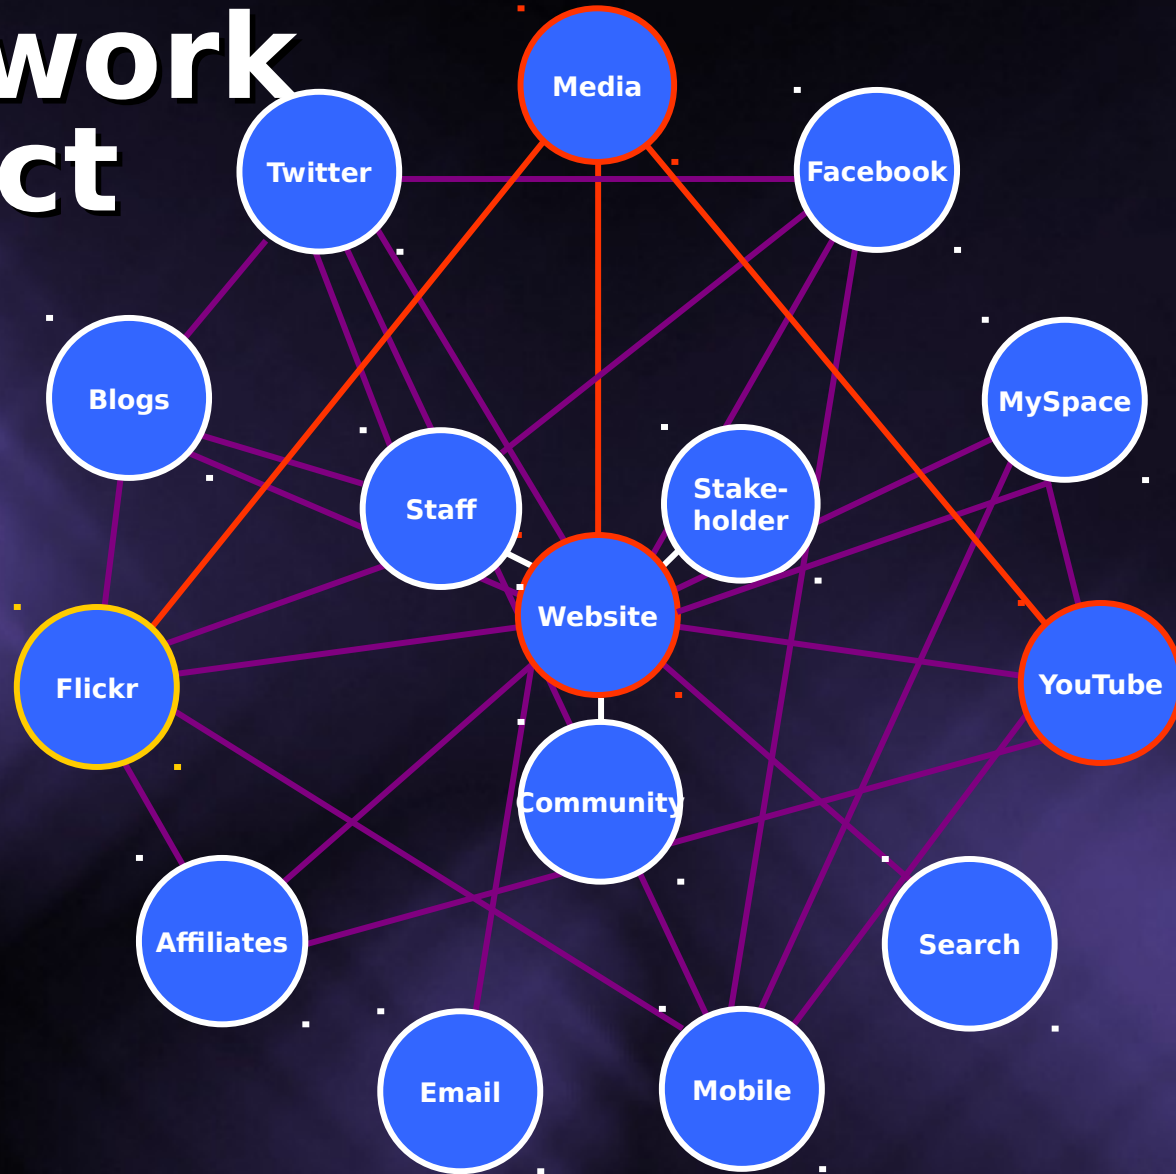 work
ct
Media
Twitter
Facebook
Blogs
MySpace
Staff
Stake-
holder
Website
Flickr
YouTube
Community
Affiliates
Search
Email
Mobile